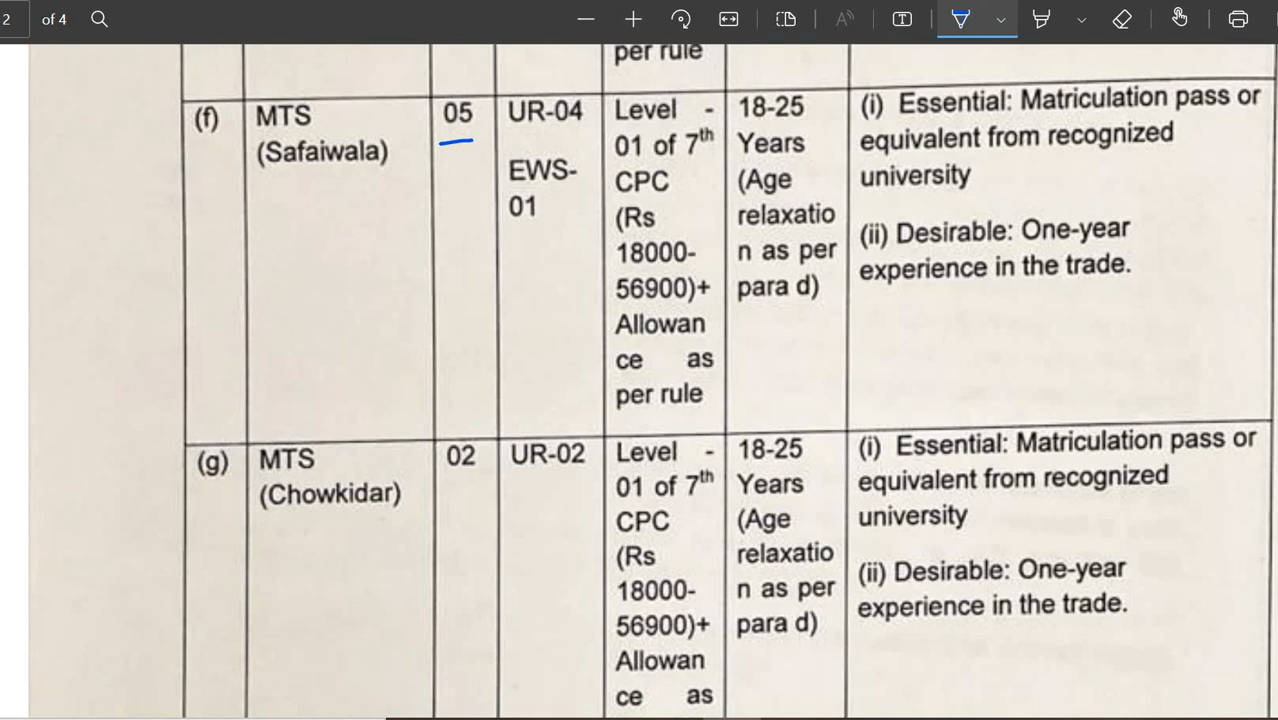 2 of 4
per rule
(f) MTS (Safaiwala) 05 UR-04 EWS-01 Level - 01 of 7th CPC (Rs 18000-56900)+ Allowan ce as per rule 18-25 Years (Age relaxatio n as per para d) (i) Essential: Matriculation pass or equivalent from recognized university (ii) Desirable: One-year experience in the trade.
(g) MTS (Chowkidar) 02 UR-02 Level - 01 of 7th CPC (Rs 18000-56900)+ Allowan ce as 18-25 Years (Age relaxatio n as per para d) (i) Essential: Matriculation pass or equivalent from recognized university (ii) Desirable: One-year experience in the trade.